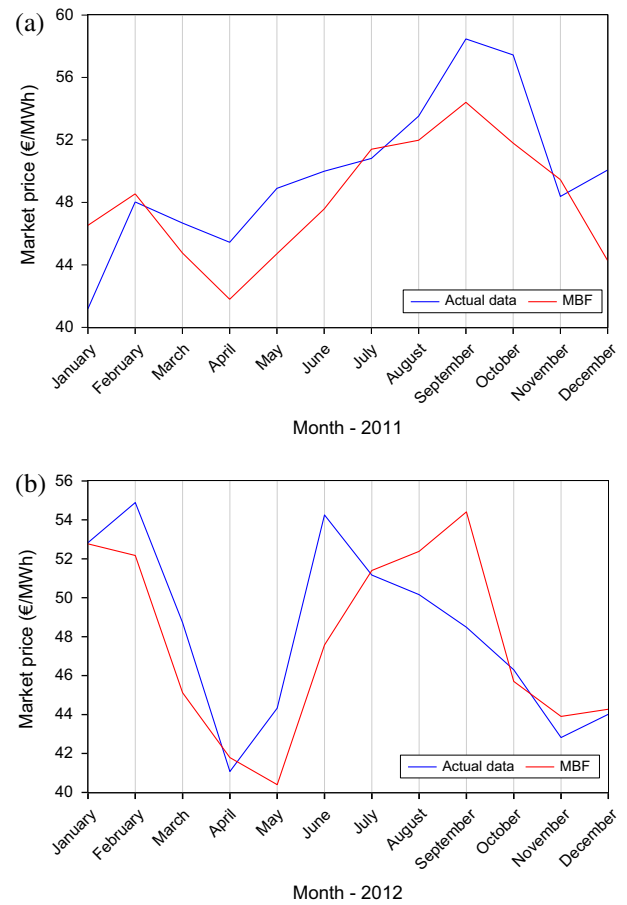 (a)
Market price (€/MWh)
60
56
52
48
44
40
Actual data
MBF
January
February
March
April
May
June
July
August
September
October
November
December
Month - 2011
(b)
Market price (€/MWh)
56
54
52
50
48
46
44
42
40
Actual data
MBF
January
February
March
April
May
June
July
August
September
October
November
December
Month - 2012